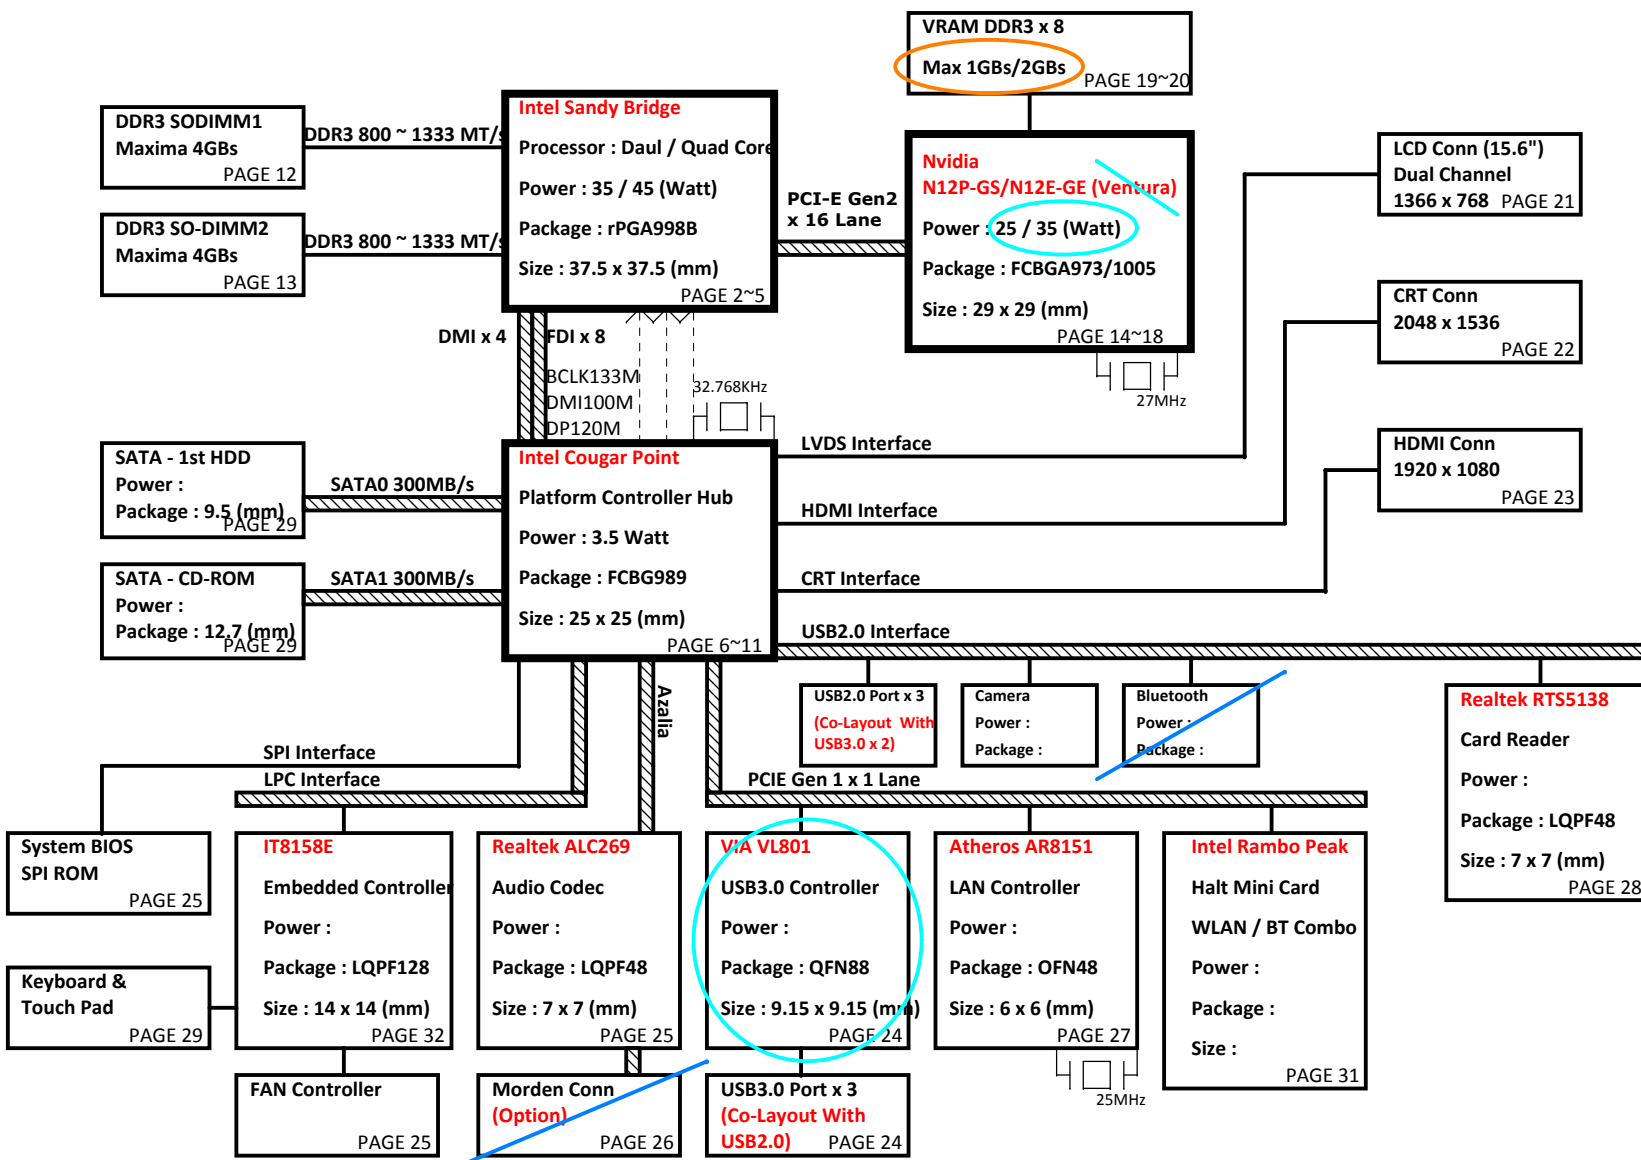 VRAM DDR3 x 8
Max 1GBs/2GBs
PAGE 19~20
DDR3 SODIMM1
Maxima 4GBs
PAGE 12
DDR3 800 ~ 1333 MT/s
DDR3 SO-DIMM2
Maxima 4GBs
PAGE 13
DDR3 800 ~ 1333 MT/s
Intel Sandy Bridge
Processor : Daul / Quad Core
Power : 35 / 45 (Watt)
Package : rPGA998B
Size : 37.5 x 37.5 (mm)
PAGE 2~5
PCI-E Gen2
x 16 Lane
Nvidia
N12P-GS/N12E-GE (Ventura)
Power : 25 / 35 (Watt)
Package : FCBGA973/1005
Size : 29 x 29 (mm)
PAGE 14~18
27MHz
LCD Conn (15.6")
Dual Channel
1366 x 768
PAGE 21
CRT Conn
2048 x 1536
PAGE 22
HDMI Conn
1920 x 1080
PAGE 23
DMI x 4
FDI x 8
BCLK133M
DMI100M
DP120M
32.768KHz
SATA - 1st HDD
Power :
Package : 9.5 (mm)
PAGE 29
SATA0 300MB/s
SATA - CD-ROM
Power :
Package : 12.7 (mm)
PAGE 29
SATA1 300MB/s
Intel Cougar Point
Platform Controller Hub
Power : 3.5 Watt
Package : FCBG989
Size : 25 x 25 (mm)
PAGE 6~11
LVDS Interface
HDMI Interface
CRT Interface
USB2.0 Interface
USB2.0 Port x 3
(Co-Layout With
USB3.0 x 2)
Camera
Power :
Package :
Bluetooth
Power :
Package :
Realtek RTS5138
Card Reader
Power :
Package : LQPF48
Size : 7 x 7 (mm)
PAGE 28
Azalia
SPI Interface
LPC Interface
PCIE Gen 1 x 1 Lane
System BIOS
SPI ROM
PAGE 25
Keyboard &
Touch Pad
PAGE 29
IT8158E
Embedded Controller
Power :
Package : LQPF128
Size : 14 x 14 (mm)
PAGE 32
FAN Controller
PAGE 25
Realtek ALC269
Audio Codec
Power :
Package : LQPF48
Size : 7 x 7 (mm)
PAGE 25
Morden Conn
(Option)
PAGE 26
VIA VL801
USB3.0 Controller
Power :
Package : QFN88
Size : 9.15 x 9.15 (mm)
PAGE 24
USB3.0 Port x 3
(Co-Layout With
USB2.0)
PAGE 24
Atheros AR8151
LAN Controller
Power :
Package : OFN48
Size : 6 x 6 (mm)
PAGE 27
25MHz
Intel Rambo Peak
Halt Mini Card
WLAN / BT Combo
Power :
Package :
Size :
PAGE 31